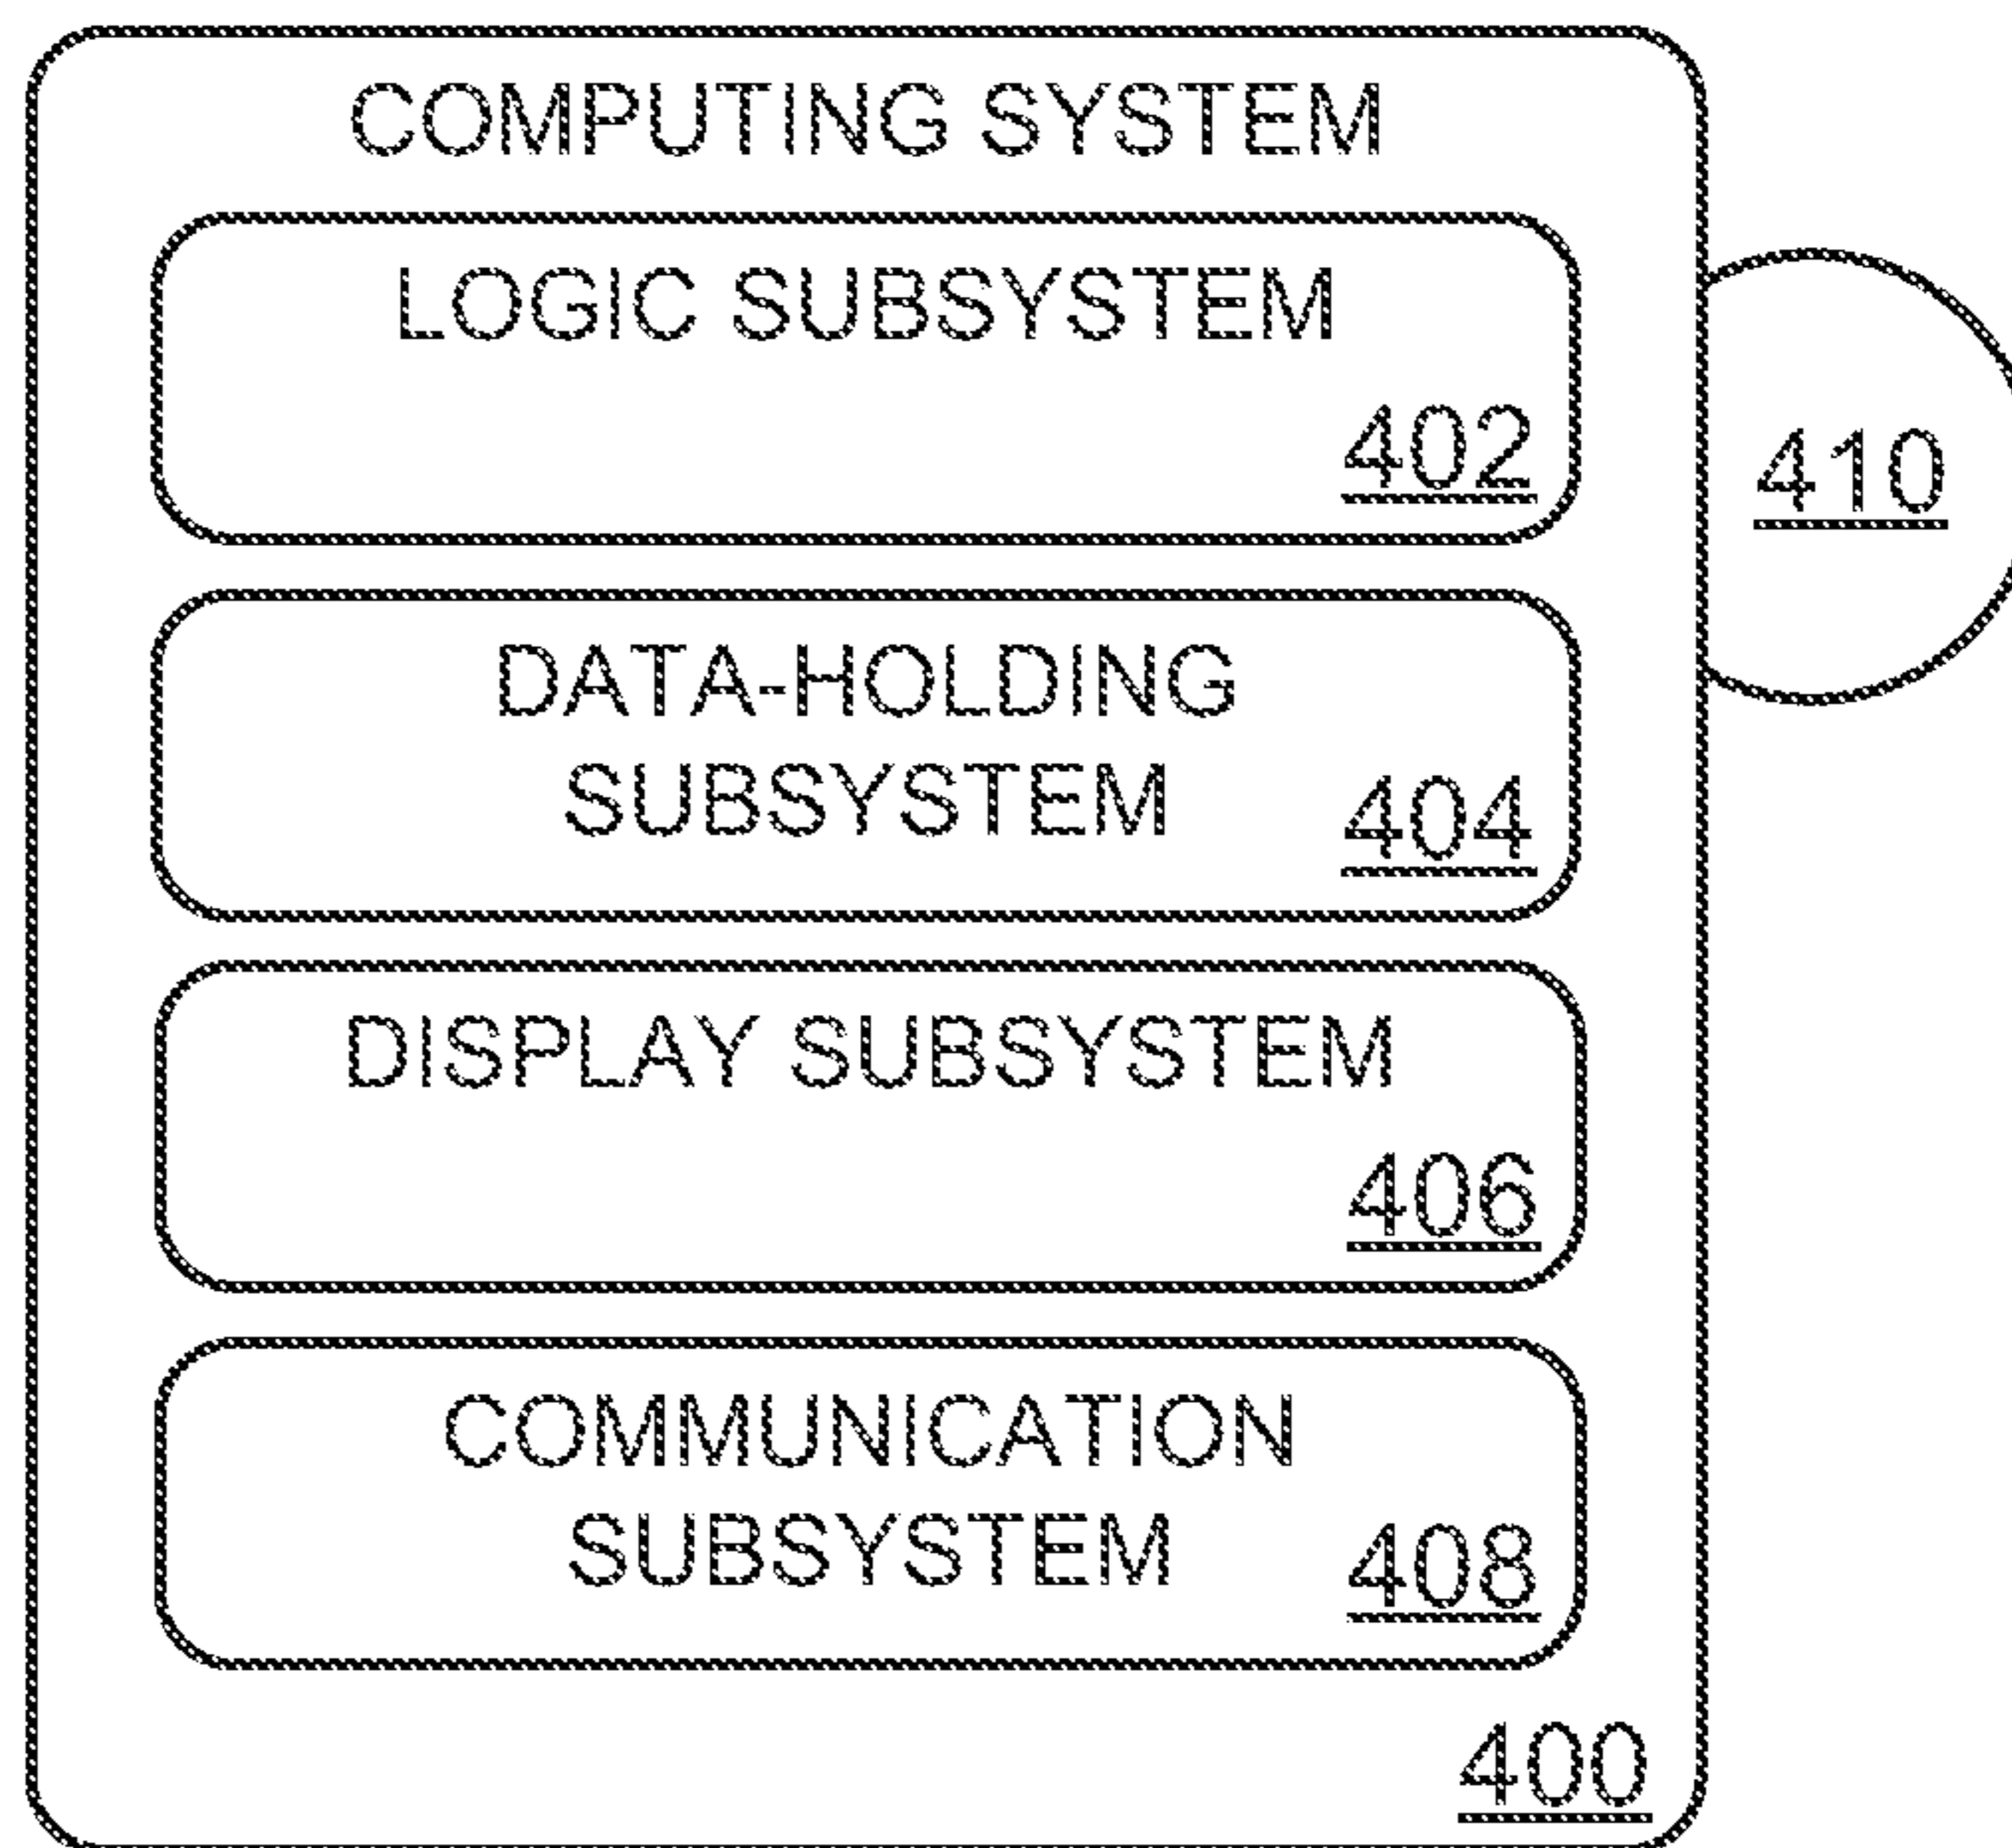 COMPUTING SYSTEM
LOGIC SUBSYSTEM
402
410
DATA-HOLDING
SUBSYSTEM 404
DISPLAY SUBSYSTEM
406
COMMUNICATION
SUBSYSTEM 408
400